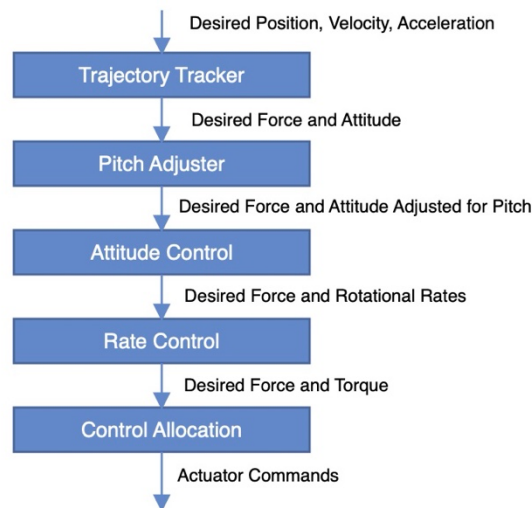 Desired Position, Velocity, Acceleration
Trajectory Tracker
Desired Force and Attitude
Pitch Adjuster
Desired Force and Attitude Adjusted for Pitch
Attitude Control
Desired Force and Rotational Rates
Rate Control
Desired Force and Torque
Control Allocation
Actuator Commands